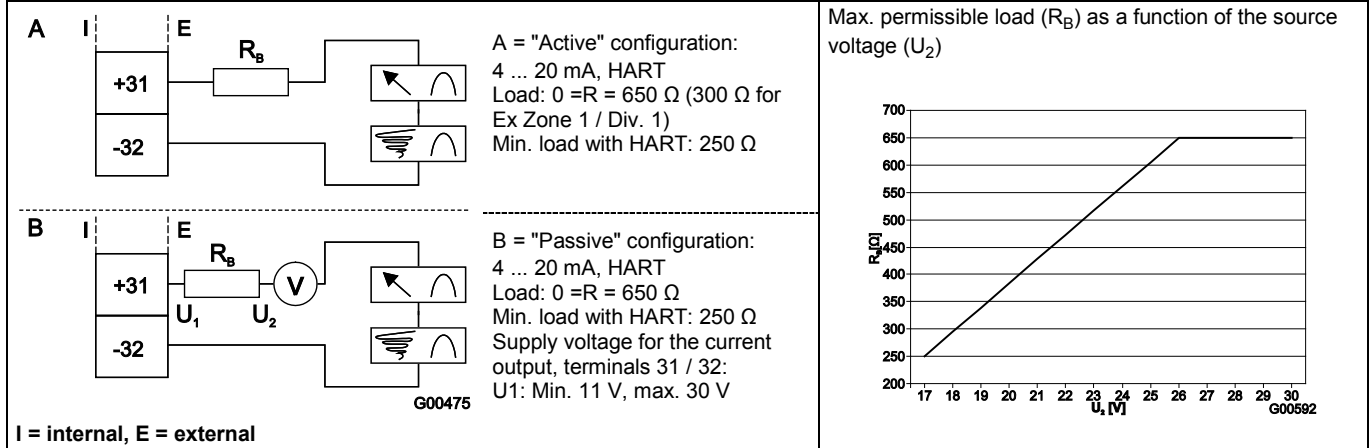 A
I
E
R_B
+31
-32
A = "Active" configuration:
4 ... 20 mA, HART
Load: 0 =R = 650 Ω (300 Ω for
Ex Zone 1 / Div. 1)
Min. load with HART: 250 Ω
B
I
E
R_B
V
+31
U_1
U_2
-32
G00475
B = "Passive" configuration:
4 ... 20 mA, HART
Load: 0 =R = 650 Ω
Min. load with HART: 250 Ω
Supply voltage for the current
output, terminals 31 / 32:
U1: Min. 11 V, max. 30 V
I = internal, E = external
Max. permissible load (R_B) as a function of the source
voltage (U_2)
700
650
600
550
500
450
400
350
300
250
200
R_B[Ω]
17 18 19 20 21 22 23 24 25 26 27 28 29 30
U_2 [V]
G00592